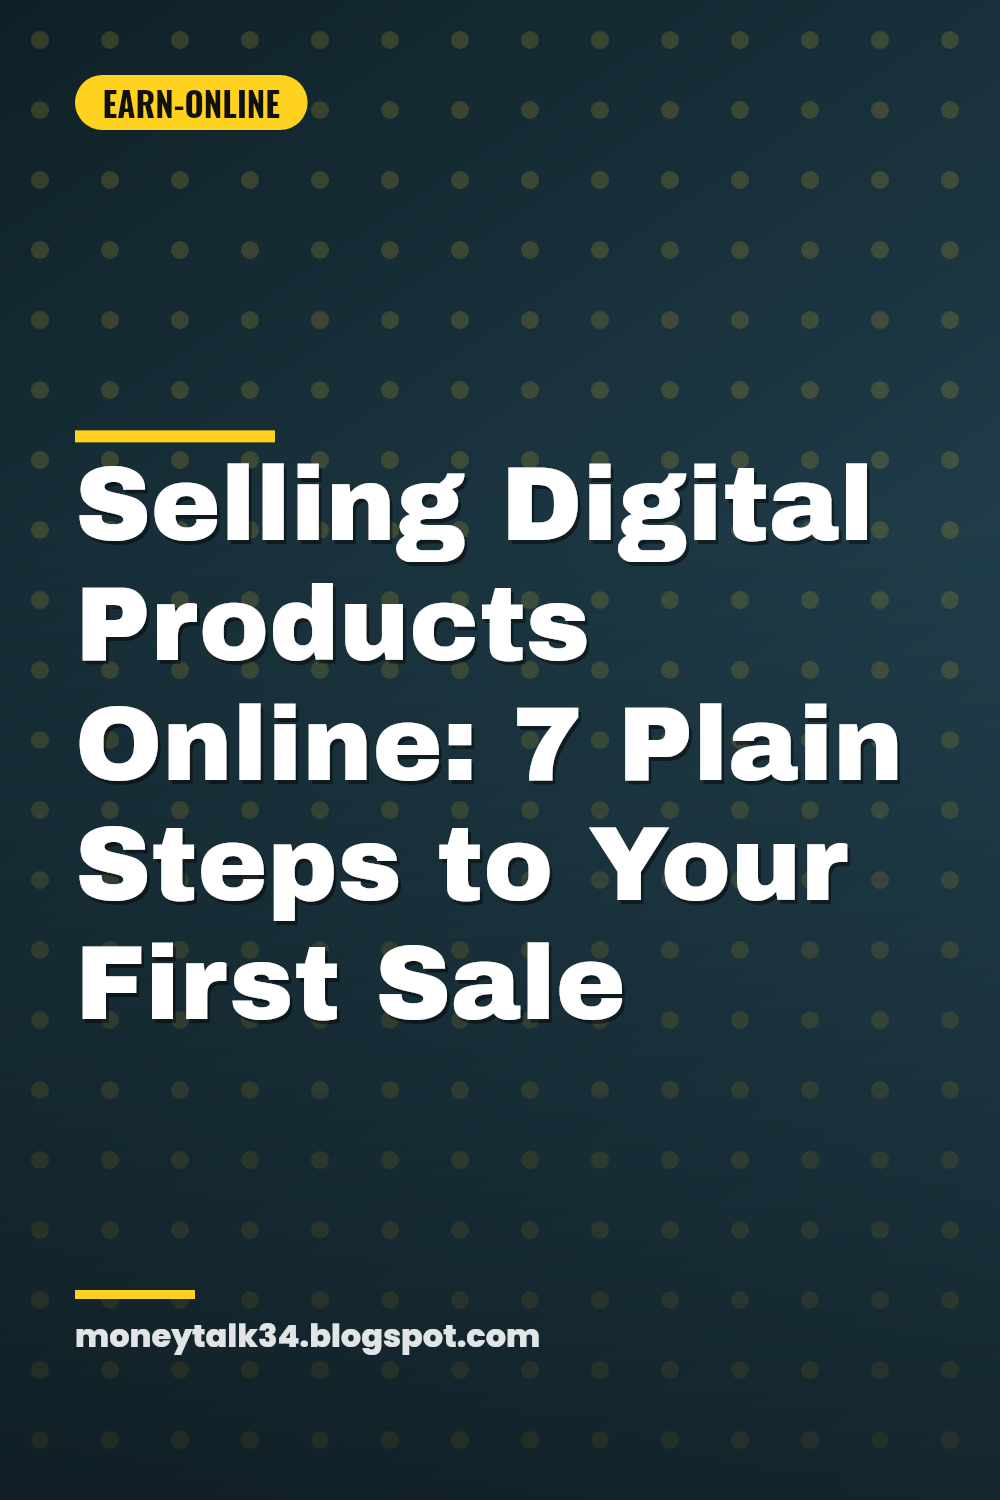 EARN-ONLINE
Selling Digital
Products
Online: 7 Plain
Steps to Your
First Sale
moneytalk34.blogspot.com